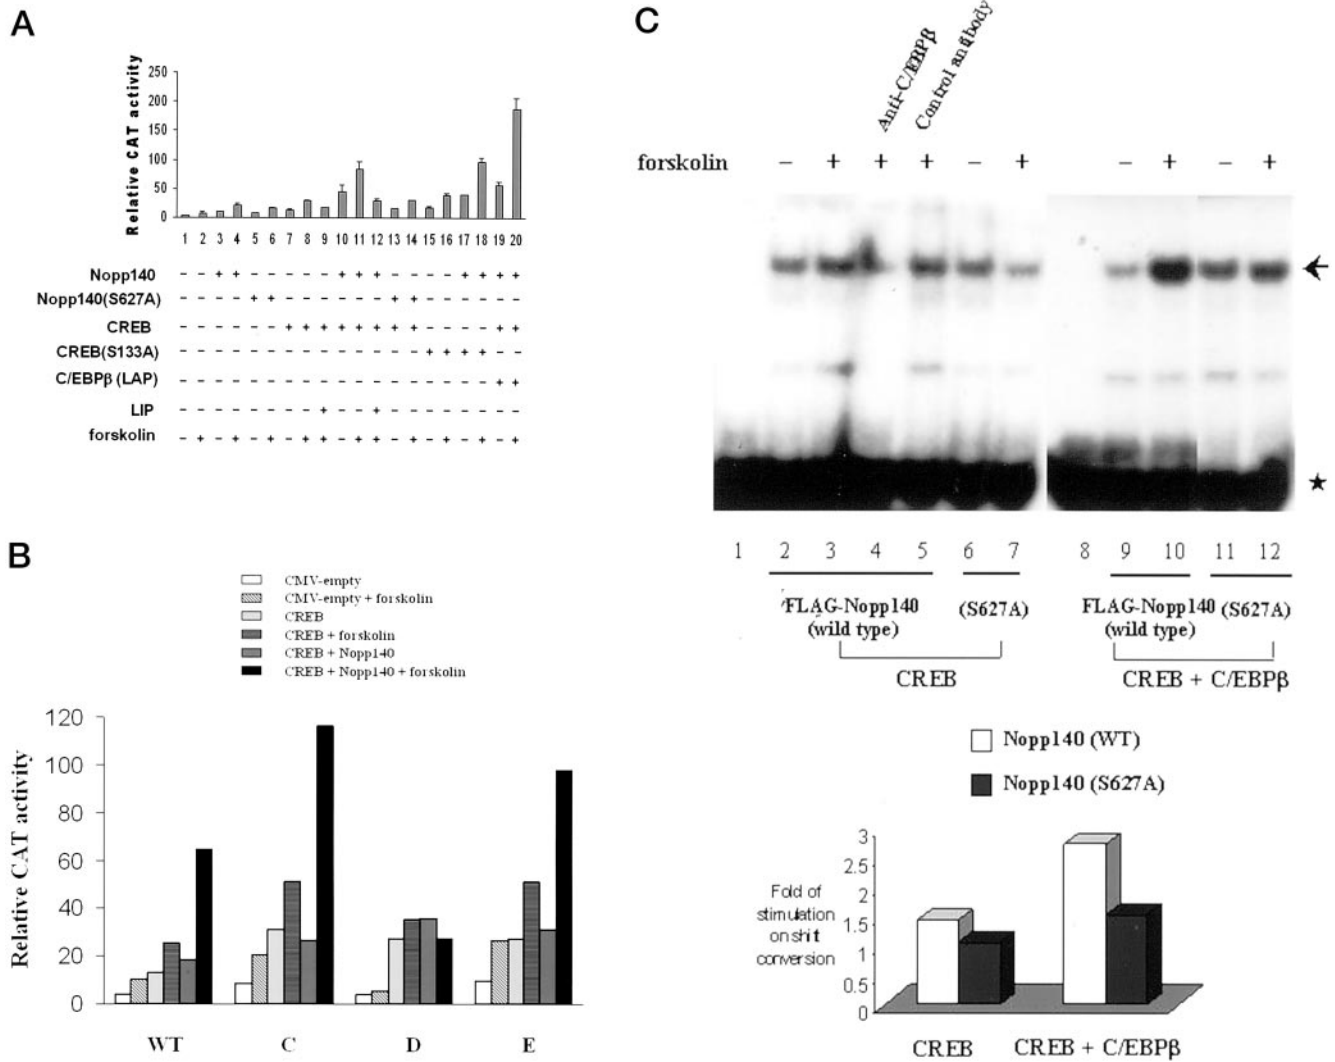 A
250
200
150
100
50
0
Relative CAT activity
1 2 3 4 5 6 7 8 9 10 11 12 13 14 15 16 17 18 19 20
Nopp140 – – + + – – – – – + + + – – – – + + + +
Nopp140(S627A) – – – – + + – – – – – – + + – – – – – –
CREB – – – – – – + + + + + + + + – – – – + +
CREB(S133A) – – – – – – – – – – – – – – + + + + – –
C/EBPβ (LAP) – – – – – – – – – – – – – – – – – – + +
LIP – – – – – – – – + – – + – – – – – – – –
forskolin – + – + – + – + + – + + – + – + – + – +
B
CMV-empty
CMV-empty + forskolin
CREB
CREB + forskolin
CREB + Nopp140
CREB + Nopp140 + forskolin
120
100
80
60
40
20
0
Relative CAT activity
WT C D E
C
Anti-C/EBPβ
Control antibody
forskolin – + + + – + – + – +
1 2 3 4 5 6 7 8 9 10 11 12
FLAG-Nopp140 (S627A) FLAG-Nopp140 (S627A)
(wild type) (wild type)
CREB CREB + C/EBPβ
Nopp140 (WT)
Nopp140 (S627A)
3
2.5
2
1.5
1
0.5
0
Fold of
stimulation
on shift
conversion
CREB CREB + C/EBPβ